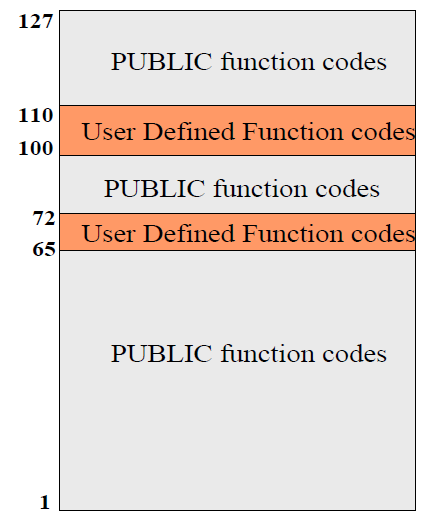 127
PUBLIC function codes
110
User Defined Function codes
100
PUBLIC function codes
72
User Defined Function codes
65
PUBLIC function codes
1